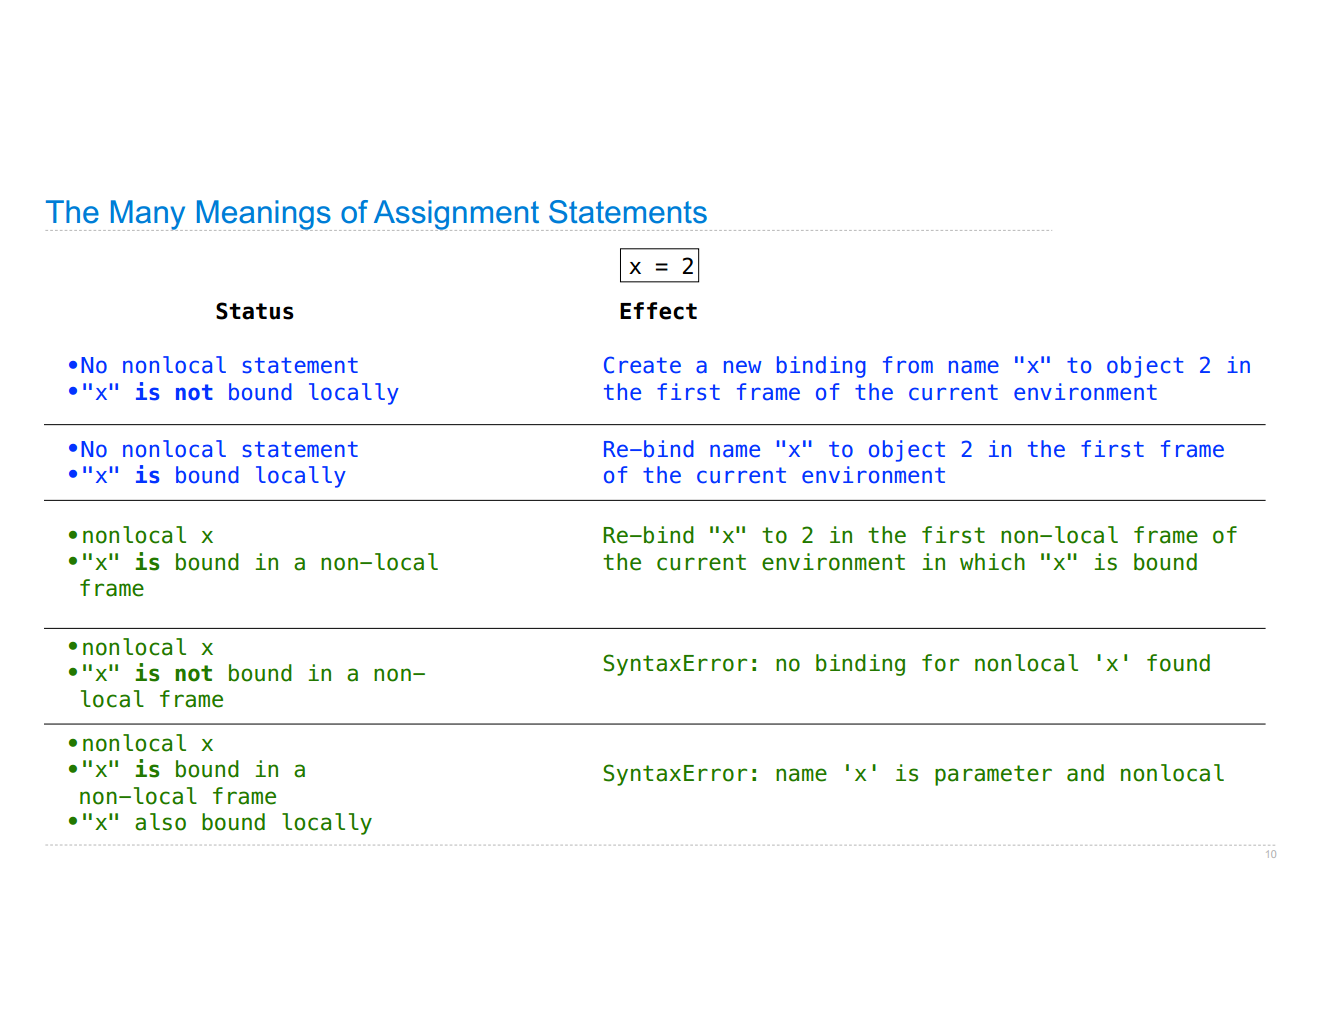 The Many Meanings of Assignment Statements
x = 2
Status
Effect
•No nonlocal statement
•"x" is not bound locally
Create a new binding from name "x" to object 2 in
the first frame of the current environment
•No nonlocal statement
•"x" is bound locally
Re-bind name "x" to object 2 in the first frame
of the current environment
•nonlocal x
•"x" is bound in a non-local
frame
Re-bind "x" to 2 in the first non-local frame of
the current environment in which "x" is bound
•nonlocal x
•"x" is not bound in a non-
local frame
SyntaxError: no binding for nonlocal 'x' found
•nonlocal x
•"x" is bound in a
non-local frame
•"x" also bound locally
SyntaxError: name 'x' is parameter and nonlocal
10